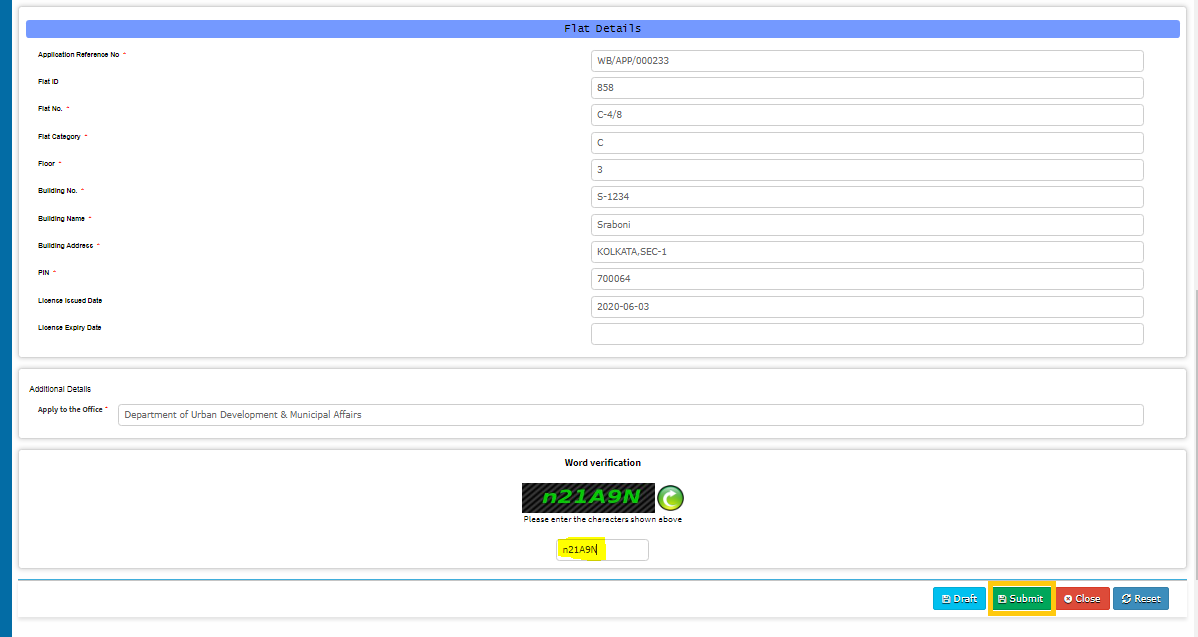 Flat Details
Application Reference No *
WB/APP/000233
Flat ID
858
Flat No. *
C-4/8
Flat Category *
C
Floor *
3
Building No. *
S-1234
Building Name *
Sraboni
Building Address *
KOLKATA,SEC-1
PIN *
700064
License Issued Date
2020-06-03
License Expiry Date
Additional Details
Apply to the Office *
Department of Urban Development & Municipal Affairs
Word verification
n21A9N
Please enter the characters shown above
n21A9N
Draft Submit Close Reset